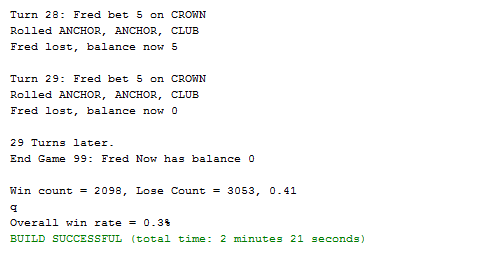 Turn 28: Fred bet 5 on CROWN
Rolled ANCHOR, ANCHOR, CLUB
Fred lost, balance now 5
Turn 29: Fred bet 5 on CROWN
Rolled ANCHOR, ANCHOR, CLUB
Fred lost, balance now 0
29 Turns later.
End Game 99: Fred Now has balance 0
Win count = 2098, Lose Count = 3053, 0.41
q
Overall win rate = 0.3%
BUILD SUCCESSFUL (total time: 2 minutes 21 seconds)